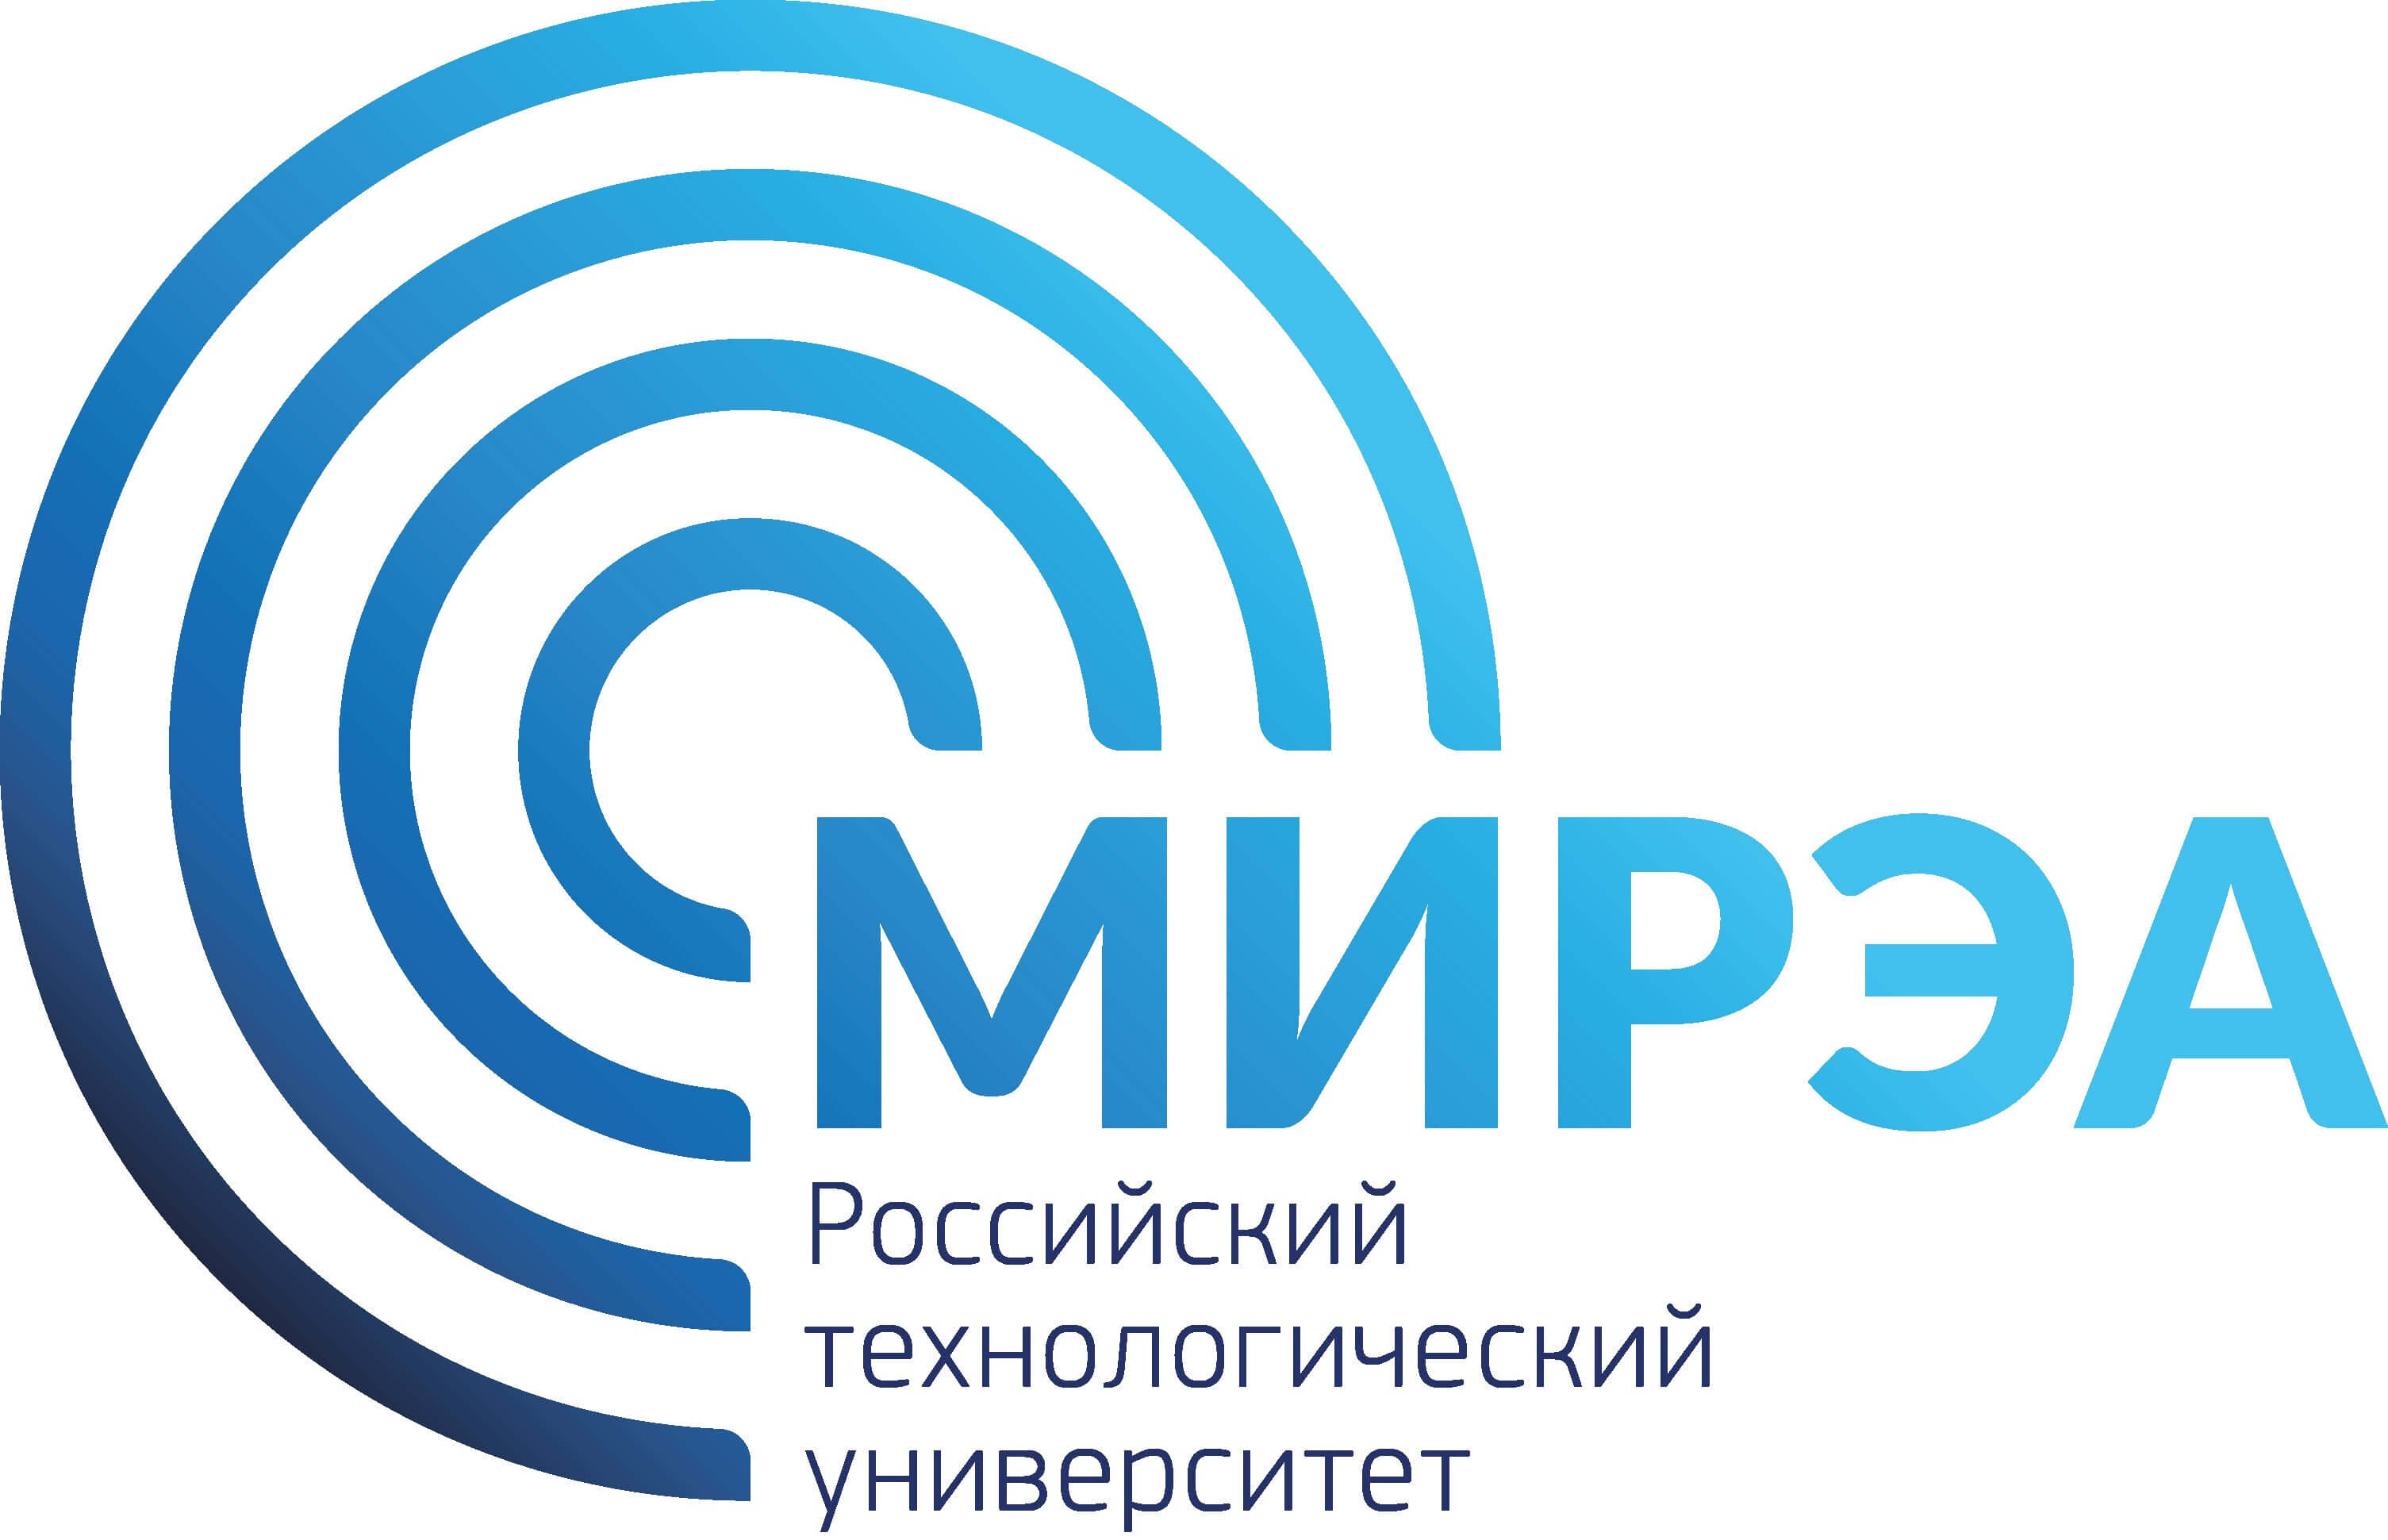 МИРЭА
Российский
технологический
университет